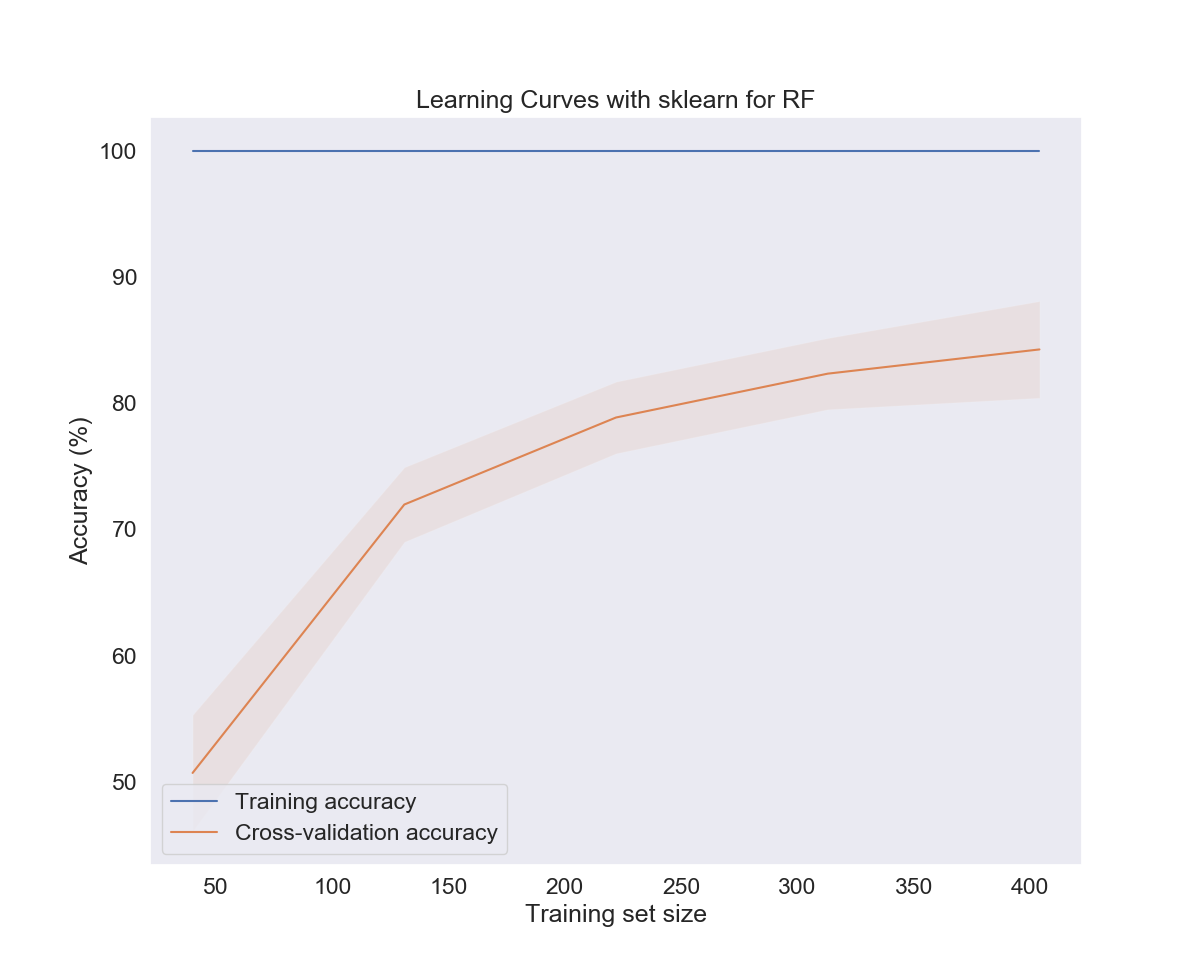 Learning Curves with sklearn for RF
100
90
80
70
60
50
Accuracy (%)
Training accuracy
Cross-validation accuracy
50 100 150 200 250 300 350 400
Training set size